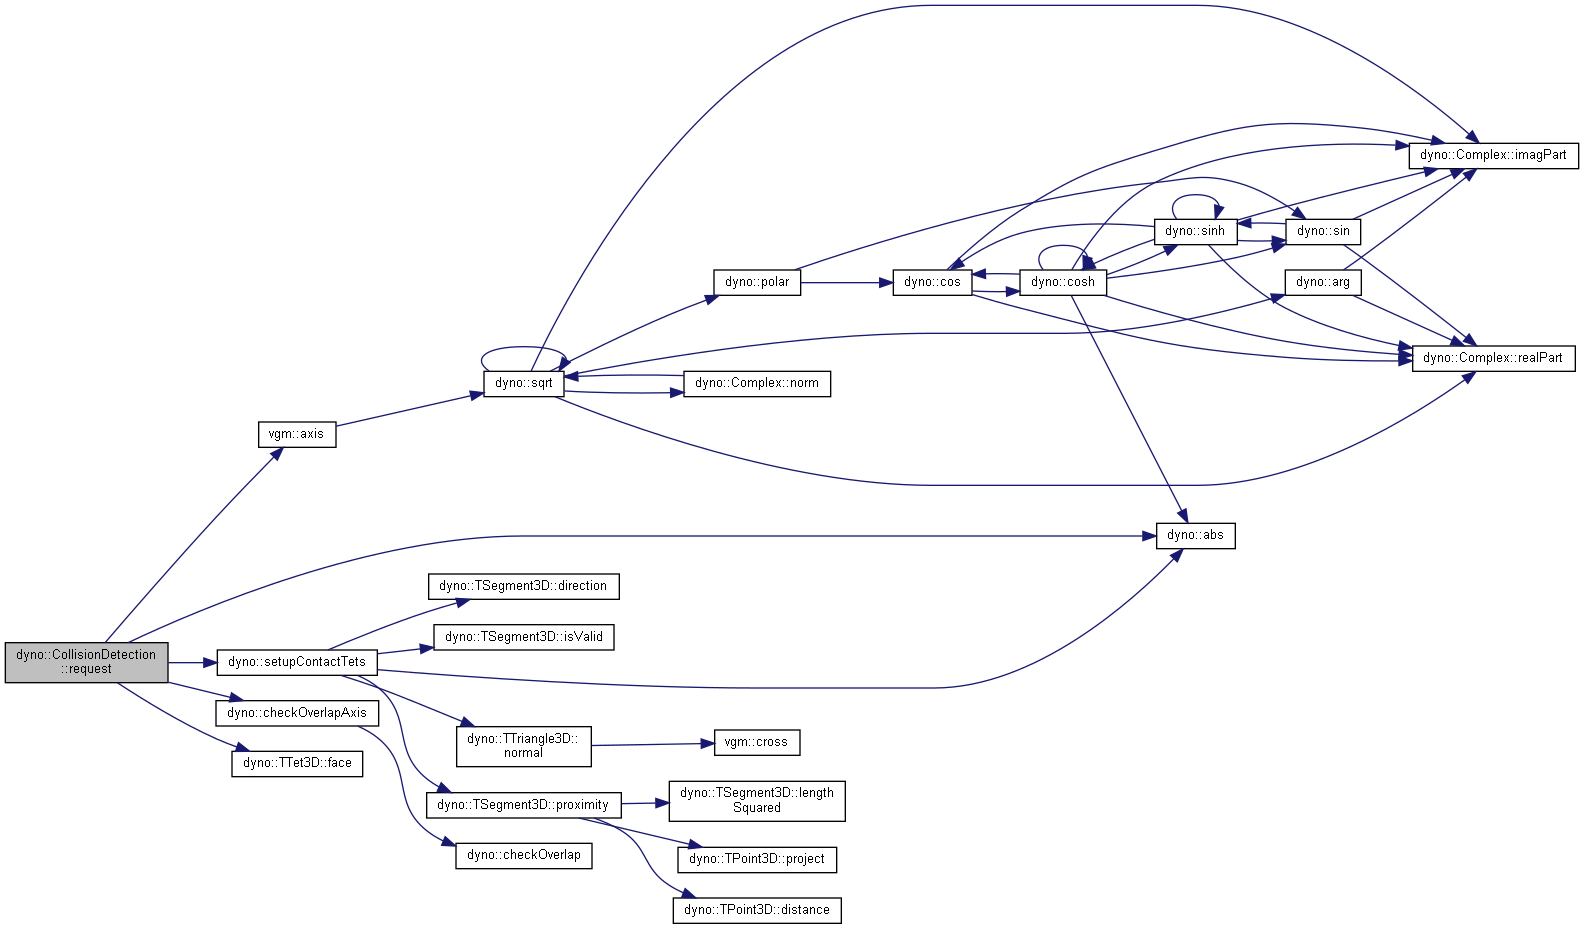 dyno::Complex::imagPart
dyno::sinh
dyno::sin
dyno::polar
dyno::cos
dyno::cosh
dyno::arg
dyno::Complex::realPart
dyno::sqrt
dyno::Complex::norm
vgm::axis
dyno::abs
dyno::TSegment3D::direction
dyno::TSegment3D::isValid
dyno::CollisionDetection
::request
dyno::setupContactTets
dyno::checkOverlapAxis
dyno::TTriangle3D::
normal
vgm::cross
dyno::TTet3D::face
dyno::TSegment3D::length
Squared
dyno::TSegment3D::proximity
dyno::checkOverlap
dyno::TPoint3D::project
dyno::TPoint3D::distance